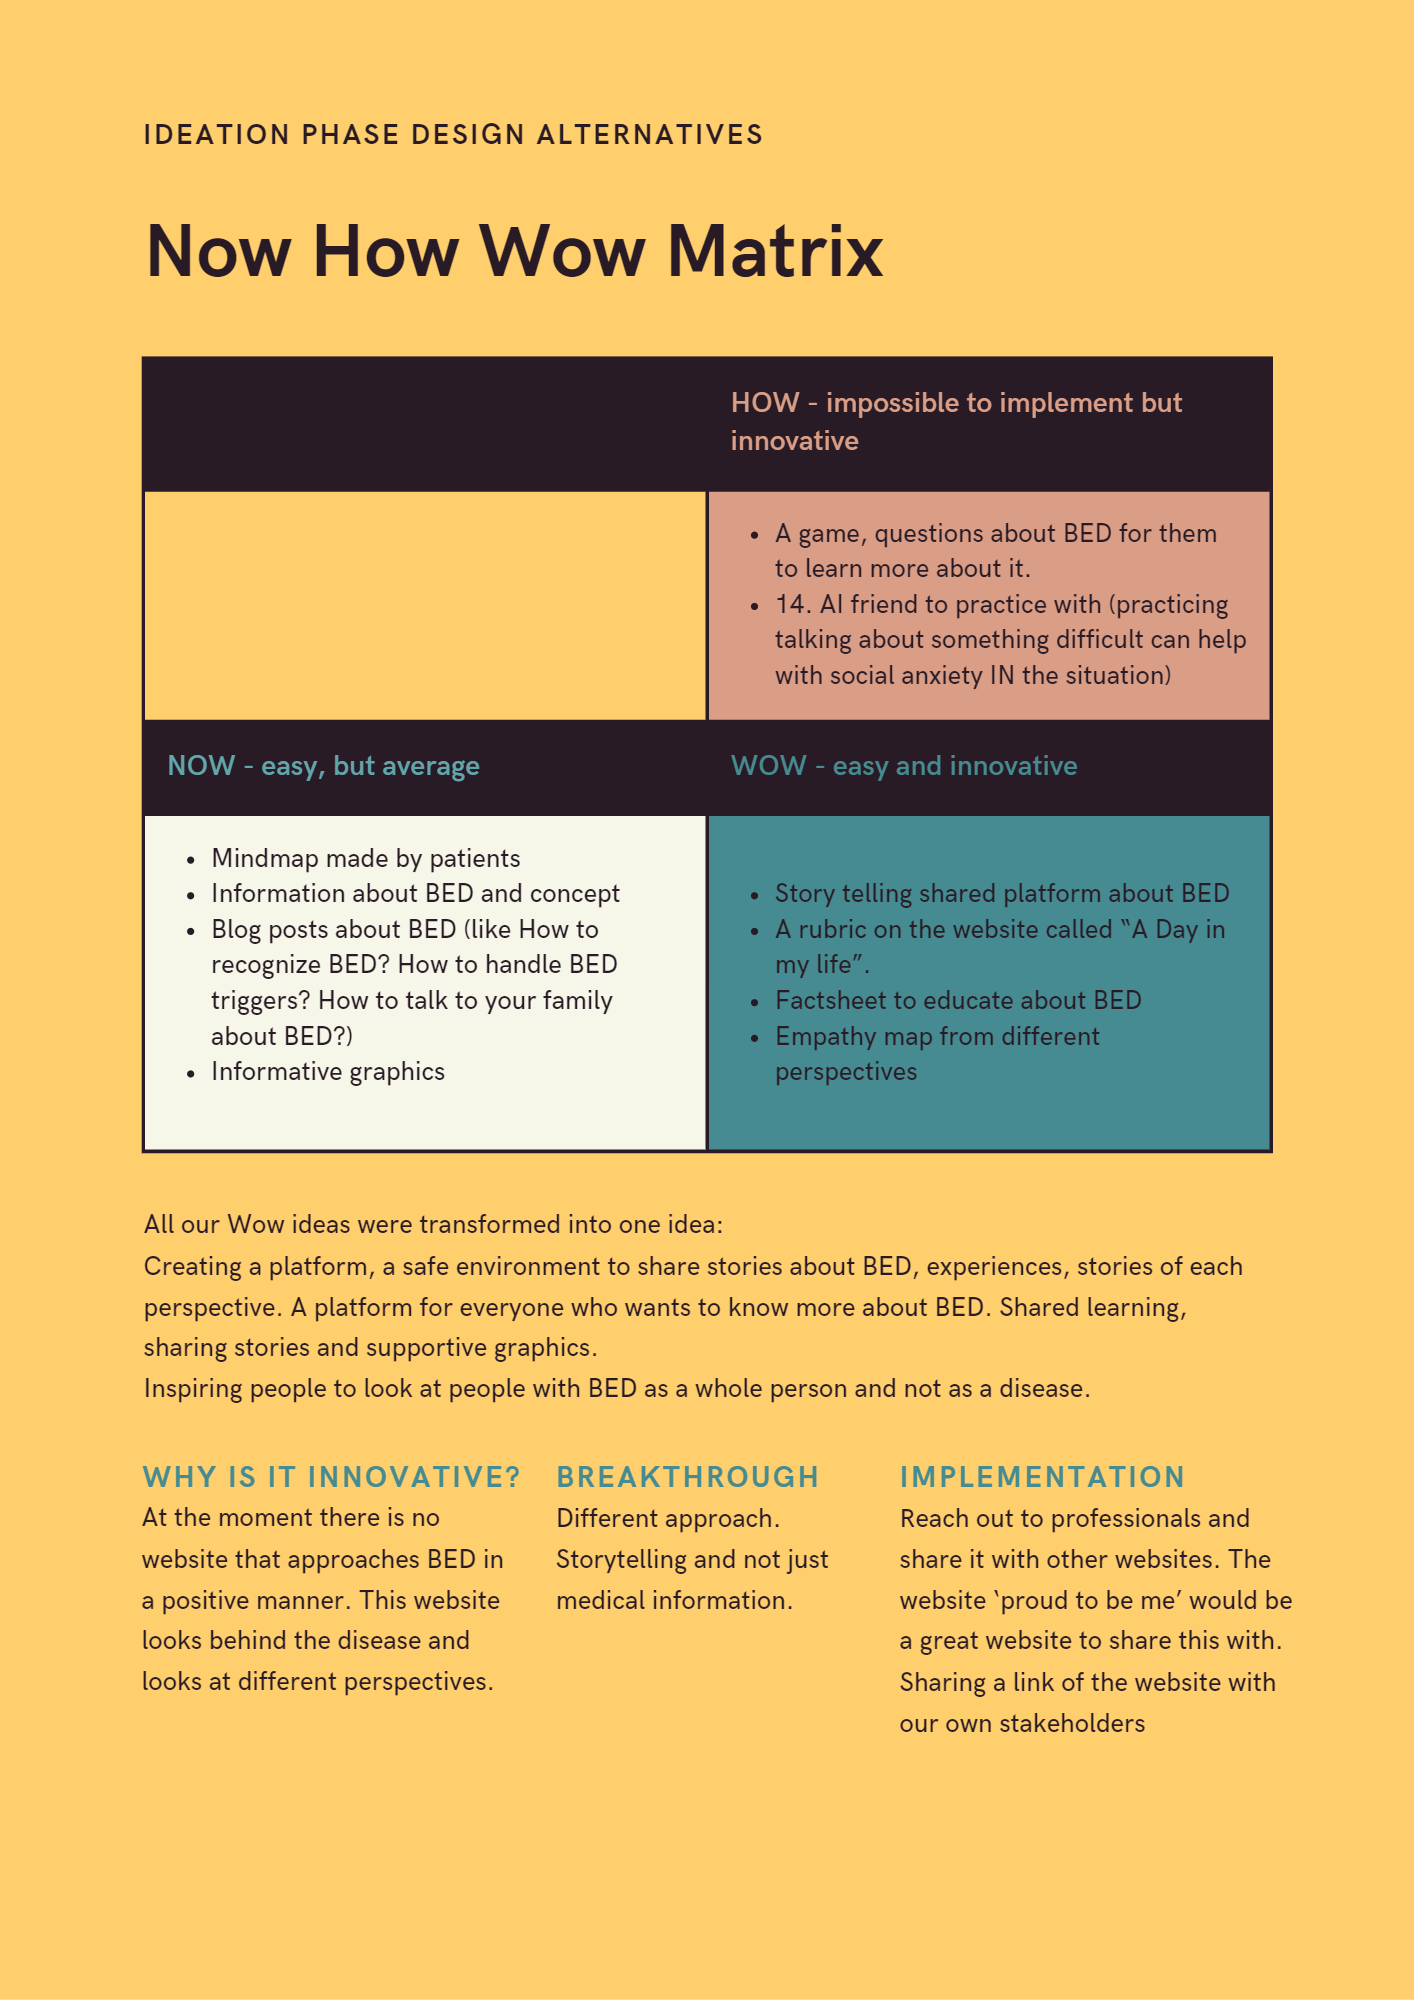 IDEATION PHASE DESIGN ALTERNATIVES
Now How Wow Matrix
HOW - impossible to implement but
innovative
• A game, questions about BED for them
to learn more about it.
• 14. AI friend to practice with (practicing
talking about something difficult can help
with social anxiety IN the situation)
NOW - easy, but average
• Mindmap made by patients
• Information about BED and concept
• Blog posts about BED (like How to
recognize BED? How to handle BED
triggers? How to talk to your family
about BED?)
• Informative graphics
WOW - easy and innovative
• Story telling shared platform about BED
• A rubric on the website called “A Day in
my life”.
• Factsheet to educate about BED
• Empathy map from different
perspectives
All our Wow ideas were transformed into one idea:
Creating a platform, a safe environment to share stories about BED, experiences, stories of each
perspective. A platform for everyone who wants to know more about BED. Shared learning,
sharing stories and supportive graphics.
Inspiring people to look at people with BED as a whole person and not as a disease.
WHY IS IT INNOVATIVE?
At the moment there is no
website that approaches BED in
a positive manner. This website
looks behind the disease and
looks at different perspectives.
BREAKTHROUGH
Different approach.
Storytelling and not just
medical information.
IMPLEMENTATION
Reach out to professionals and
share it with other websites. The
website ‘proud to be me’ would be
a great website to share this with.
Sharing a link of the website with
our own stakeholders